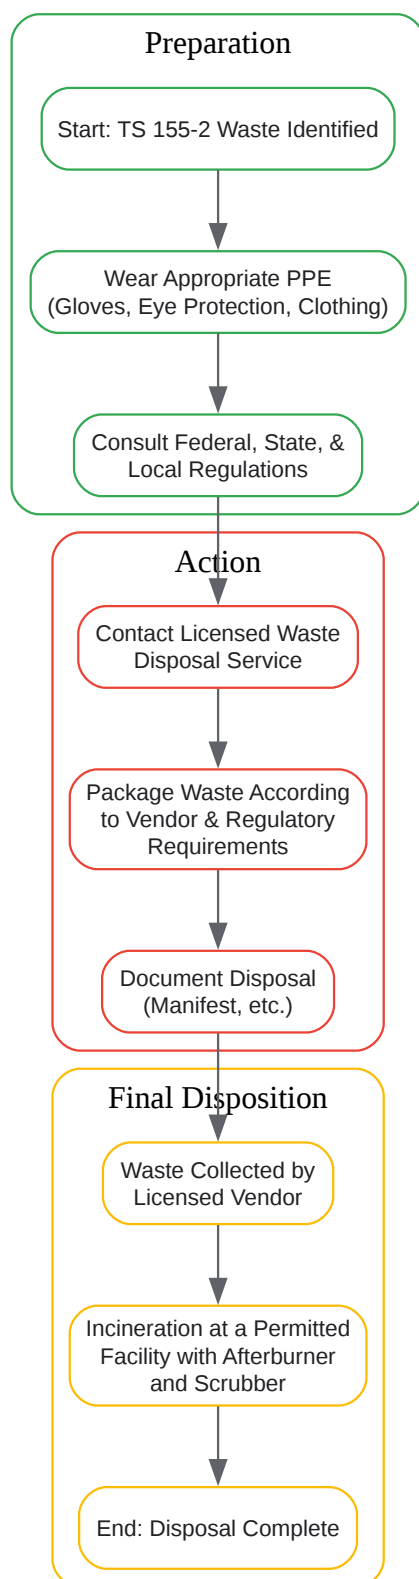 Preparation
Start: TS 155-2 Waste Identified
Wear Appropriate PPE
(Gloves, Eye Protection, Clothing)
Consult Federal, State, &
Local Regulations
Action
Contact Licensed Waste
Disposal Service
Package Waste According
to Vendor & Regulatory
Requirements
Document Disposal
(Manifest, etc.)
Final Disposition
Waste Collected by
Licensed Vendor
Incineration at a Permitted
Facility with Afterburner
and Scrubber
End: Disposal Complete